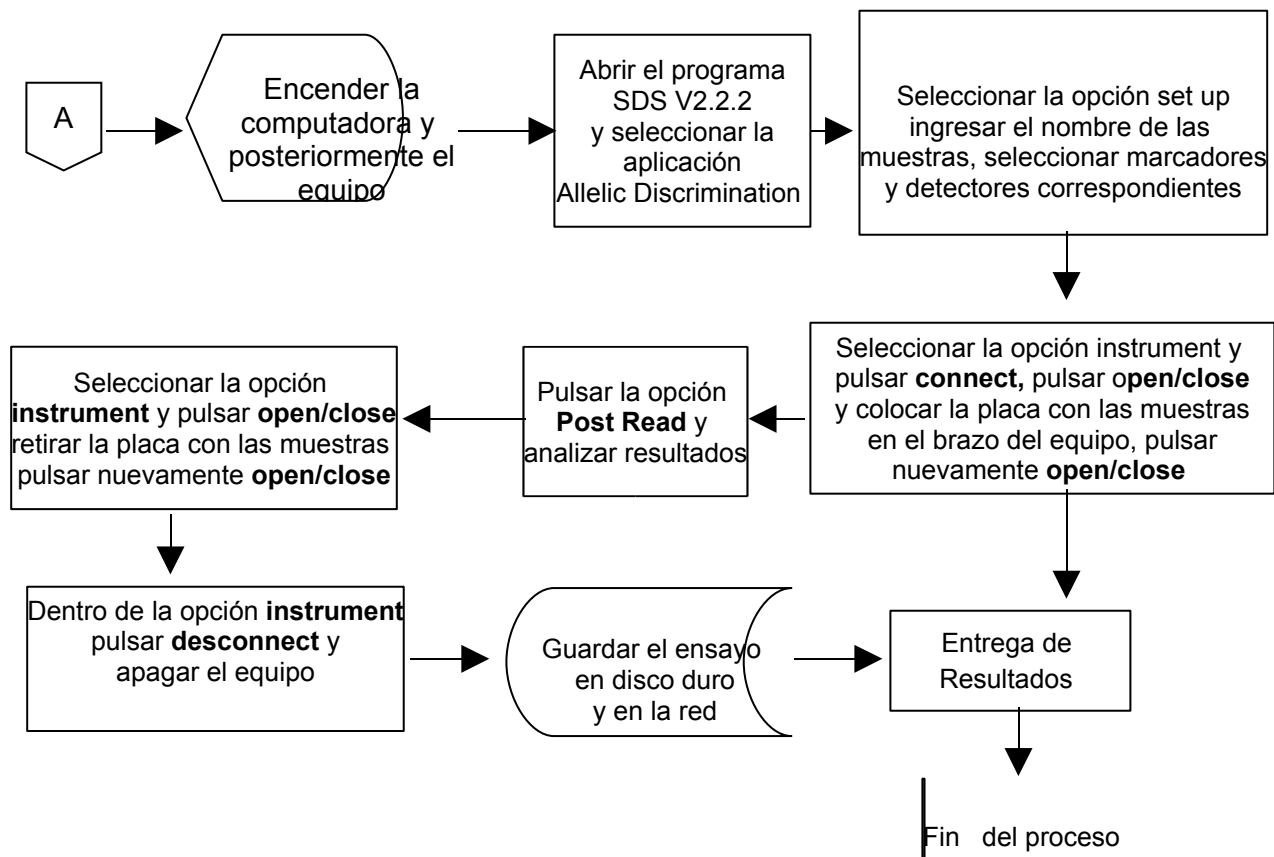 A
Encender la
computadora y
posteriormente el
equipo
Abrir el programa
SDS V2.2.2
y seleccionar la
aplicación
Allelic Discrimination
Seleccionar la opción set up
ingresar el nombre de las
muestras, seleccionar marcadores
y detectores correspondientes
Seleccionar la opción instrument y
pulsar connect, pulsar open/close
y colocar la placa con las muestras
en el brazo del equipo, pulsar
nuevamente open/close
Pulsar la opción
Post Read y
analizar resultados
Seleccionar la opción
instrument y pulsar open/close
retirar la placa con las muestras
pulsar nuevamente open/close
Dentro de la opción instrument
pulsar desconnect y
apagar el equipo
Guardar el ensayo
en disco duro
y en la red
Entrega de
Resultados
Fin del proceso